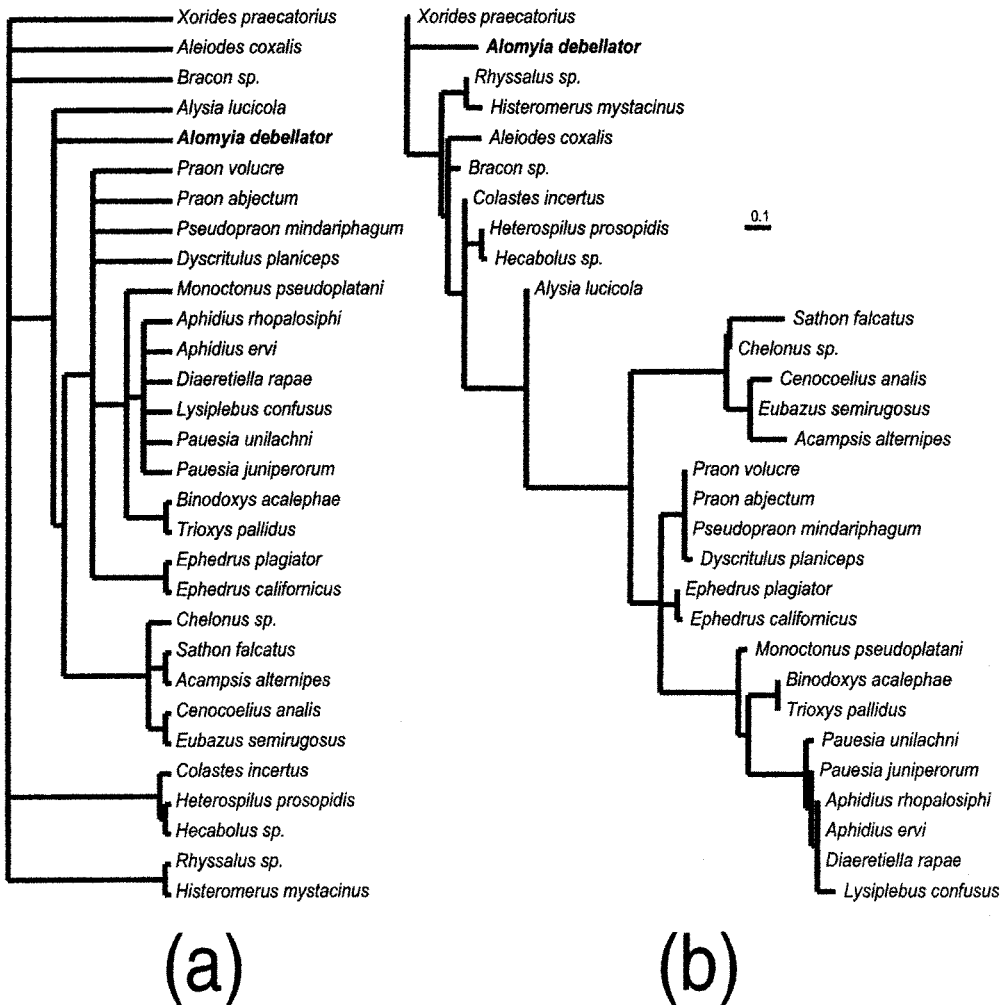 Xorides praecatorius
Aleiodes coxalis
Bracon sp.
Alysia lucicola
Alomyia debellator
Praon volucre
Praon abjectum
Pseudopraon mindariphagum
Dyscritulus planiceps
Monoctonus pseudoplatani
Aphidius rhopalosiphi
Aphidius ervi
Diaeretiella rapae
Lysiplebus confusus
Pauesia unilachni
Pauesia juniperorum
Binodoxys acalephae
Trioxys pallidus
Ephedrus plagiator
Ephedrus californicus
Chelonus sp.
Sathon falcatus
Acampsis alternipes
Cenocoelius analis
Eubazus semirugosus
Colastes incertus
Heterospilus prosopidis
Hecabolus sp.
Rhyssalus sp.
Histeromerus mystacinus
(a)
Xorides praecatorius
Alomyia debellator
Rhyssalus sp.
Histeromerus mystacinus
Aleiodes coxalis
Bracon sp.
Colastes incertus
Heterospilus prosopidis
Hecabolus sp.
Alysia lucicola
0.1
Sathon falcatus
Chelonus sp.
Cenocoelius analis
Eubazus semirugosus
Acampsis alternipes
Praon volucre
Praon abjectum
Pseudopraon mindariphagum
Dyscritulus planiceps
Ephedrus plagiator
Ephedrus californicus
Monoctonus pseudoplatani
Binodoxys acalephae
Trioxys pallidus
Pauesia unilachni
Pauesia juniperorum
Aphidius rhopalosiphi
Aphidius ervi
Diaeretiella rapae
Lysiplebus confusus
(b)